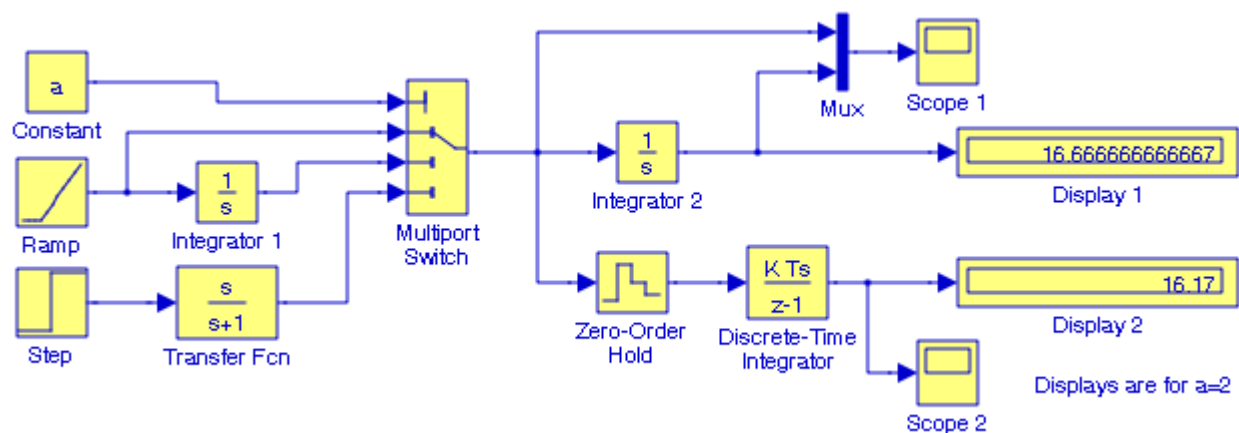 a
Constant
Ramp
1
s
Integrator 1
Step
s
s+1
Transfer Fcn
Multiport
Switch
1
s
Integrator 2
Zero-Order
Hold
K Ts
z-1
Discrete-Time
Integrator
Mux
Scope 1
16.666666666667
Display 1
16.17
Display 2
Scope 2
Displays are for a=2